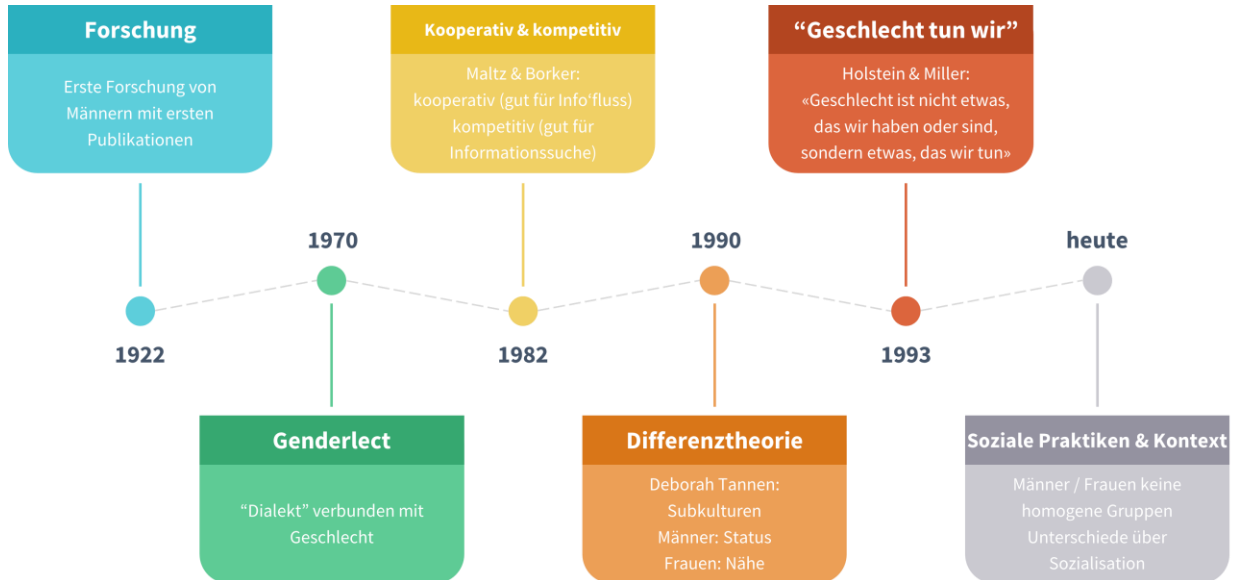 Forschung
Erste Forschung von
Männern mit ersten
Publikationen
1922
1970
Genderlect
“Dialekt” verbunden mit
Geschlecht
Kooperativ & kompetitiv
Maltz & Borker:
kooperativ (gut für Info‘fluss)
kompetitiv (gut für
Informationssuche)
1982
1990
Differenztheorie
Deborah Tannen:
Subkulturen
Männer: Status
Frauen: Nähe
“Geschlecht tun wir”
Holstein & Miller:
«Geschlecht ist nicht etwas,
das wir haben oder sind,
sondern etwas, das wir tun»
1993
heute
Soziale Praktiken & Kontext
Männer / Frauen keine
homogene Gruppen
Unterschiede über
Sozialisation